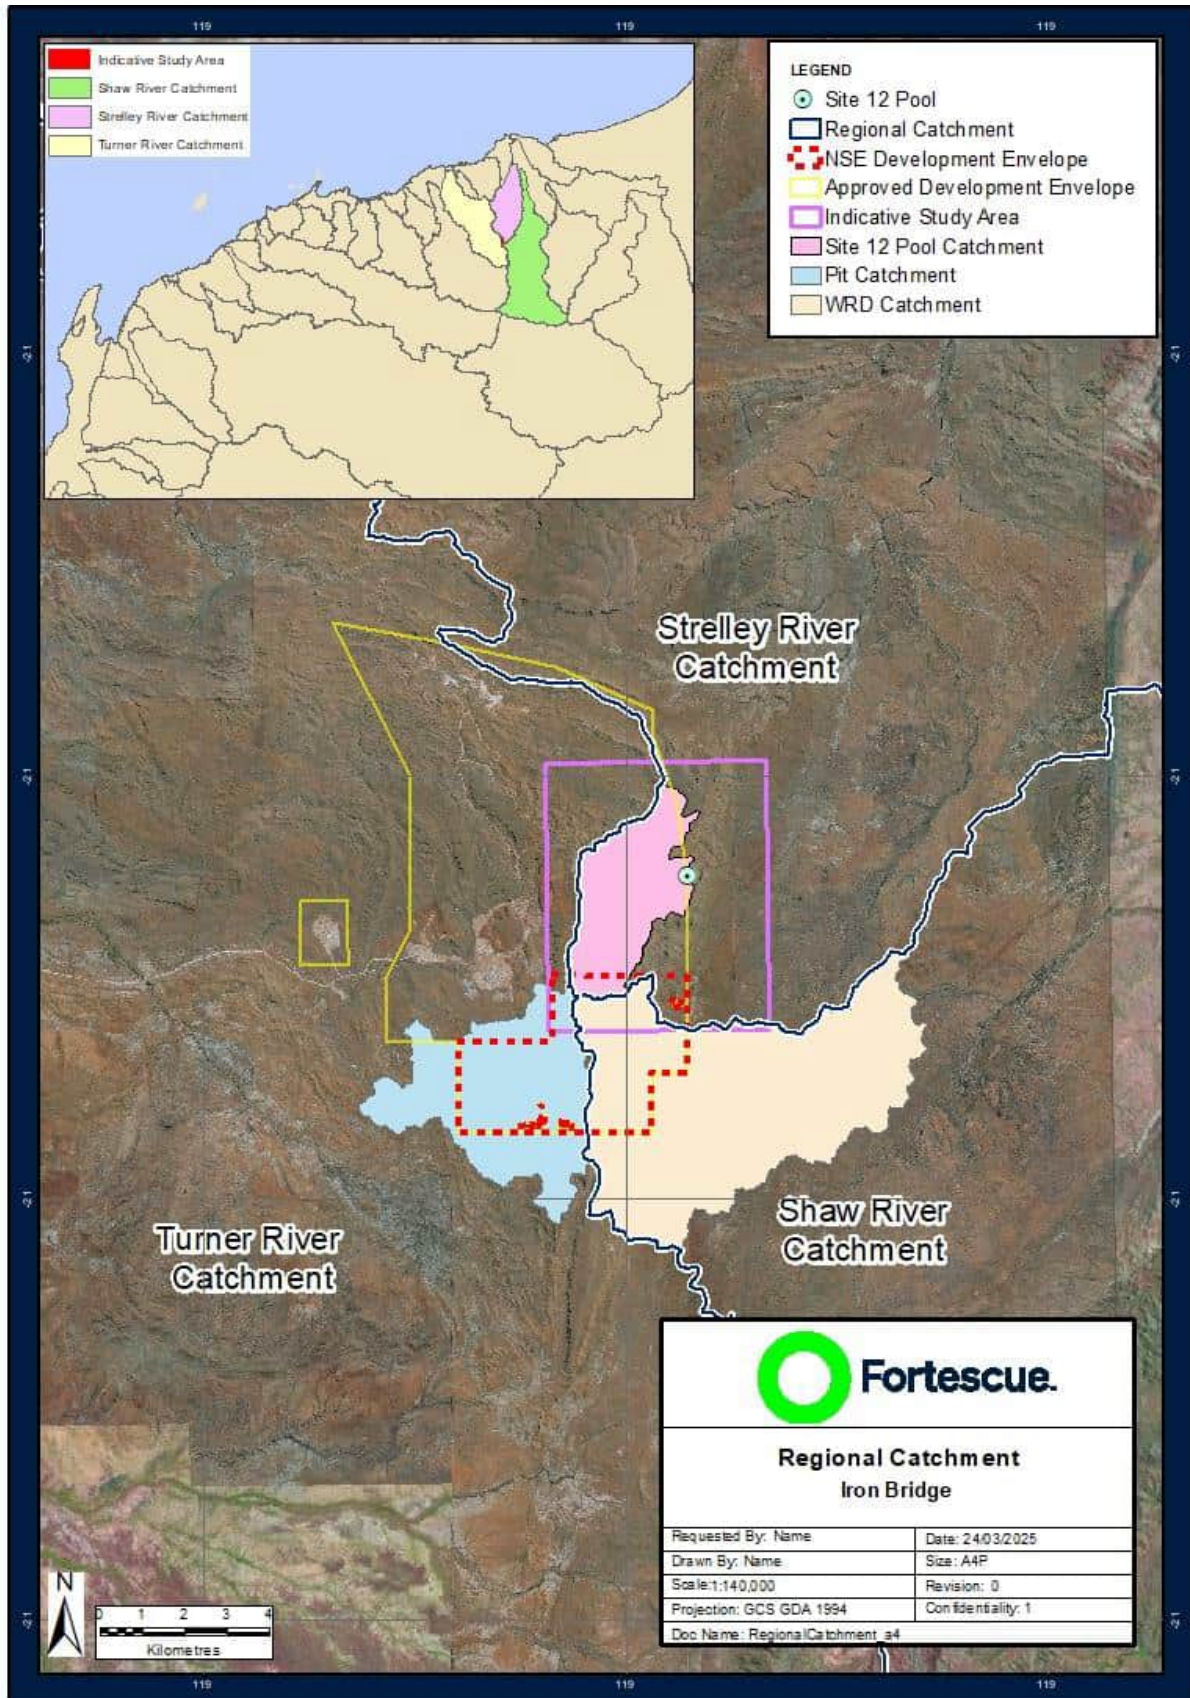 119
119
119
Indicative Study Area
Shaw River Catchment
Strelley River Catchment
Turner River Catchment
LEGEND
Site 12 Pool
Regional Catchment
NSE Development Envelope
Approved Development Envelope
Indicative Study Area
Site 12 Pool Catchment
Pit Catchment
WRD Catchment
-21
-21
Strelley River
Catchment
-21
-21
-21
-21
Turner River
Catchment
Shaw River
Catchment
Fortescue.
Regional Catchment
Iron Bridge
Requested By: Name
Date: 24/03/2025
Drawn By: Name
Size: A4P
Scale:1:140,000
Revision: 0
Projection: GCS GDA 1994
Confidentiality: 1
Doc Name: RegionalCatchment_a4
N
0 1 2 3 4
Kilometres
-21
-21
119
119
119